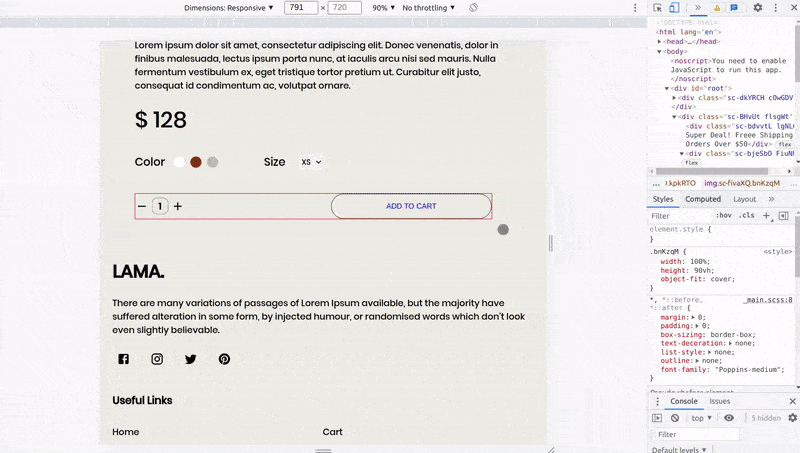 Dimensions: Responsive ▼ 791 × 720 90% ▼ No throttling ▼
Lorem ipsum dolor sit amet, consectetur adipiscing elit. Donec venenatis, dolor in
finibus malesuada, lectus ipsum porta nunc, at iaculis arcu nisi sed mauris. Nulla
fermentum vestibulum ex, eget tristique tortor pretium ut. Curabitur elit justo,
consequat id condimentum ac, volutpat ornare.
$ 128
Color Size XS
1 ADD TO CART
LAMA.
There are many variations of passages of Lorem Ipsum available, but the majority have
suffered alteration in some form, by injected humour, or randomised words which don't look
even slightly believable.
Useful Links
Home Cart
<!DOCTYPE html>
<html lang="en">
<head>…</head>
<body>
<noscript>You need to enable
JavaScript to run this app.
</noscript>
<div id="root">
<div class="sc-dkYRCH cOwGDV
</div>
<div class="sc-BHvUt flsgWt"
<div class="sc-bdvvtL lgNL
Super Deal! Freee Shipping
Orders Over $50</div> flex
<div class="sc-bjeSbO FiuN
flex
… ).kpkRTO img.sc-fivaXQ.bnKzqM …
Styles Computed Layout
Filter :hov .cls
element.style {
}
.bnKzqM { <style>
width: 100%;
height: 90vh;
object-fit: cover;
}
*, *::before, _main.scss:8
*::after {
margin: 0;
padding: 0;
box-sizing: border-box;
text-decoration: none;
list-style: none;
outline: none;
font-family: "Poppins-medium";
}
Console Issues
top ▼ 5 hidden
Filter
Default levels ▼